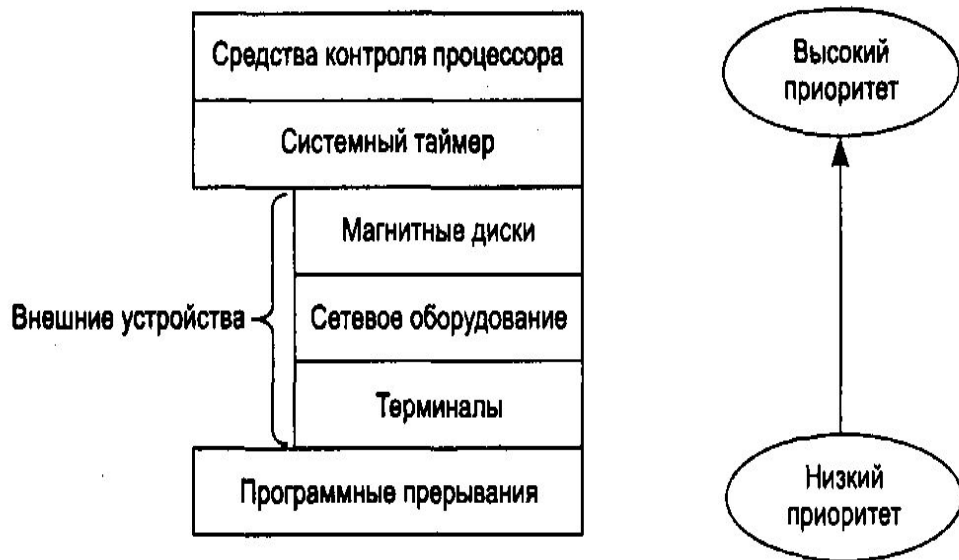 Средства контроля процессора
Системный таймер
Магнитные диски
Внешние устройства
Сетевое оборудование
Терминалы
Программные прерывания
Высокий
приоритет
Низкий
приоритет